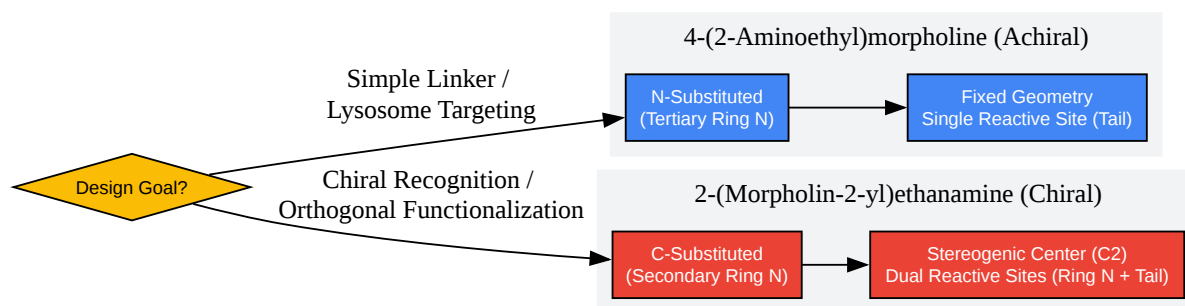 4-(2-Aminoethyl)morpholine (Achiral)
Simple Linker /
Lysosome Targeting
N-Substituted
(Tertiary Ring N)
Fixed Geometry
Single Reactive Site (Tail)
Design Goal?
Chiral Recognition /
Orthogonal Functionalization
2-(Morpholin-2-yl)ethanamine (Chiral)
C-Substituted
(Secondary Ring N)
Stereogenic Center (C2)
Dual Reactive Sites (Ring N + Tail)